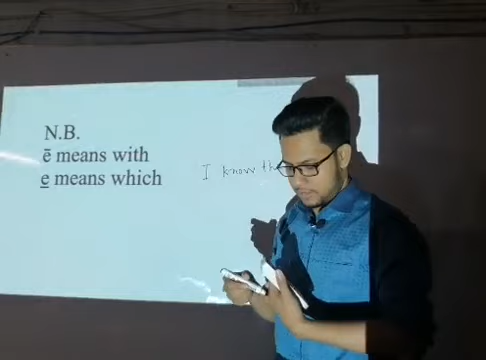 N.B.
ē means with
e̲ means which
I know